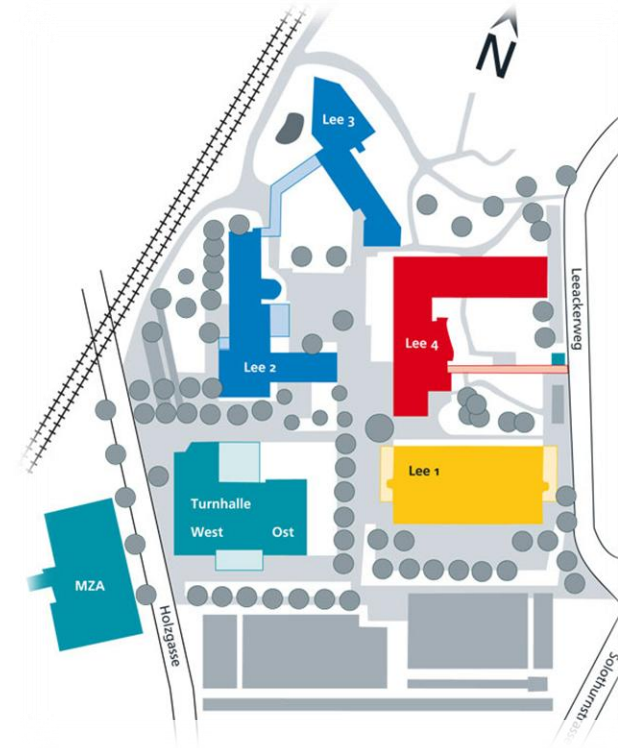 N
Lee 3
Leeackerweg
Lee 4
Lee 2
Lee 1
Turnhalle
West Ost
MZA
Holzgasse